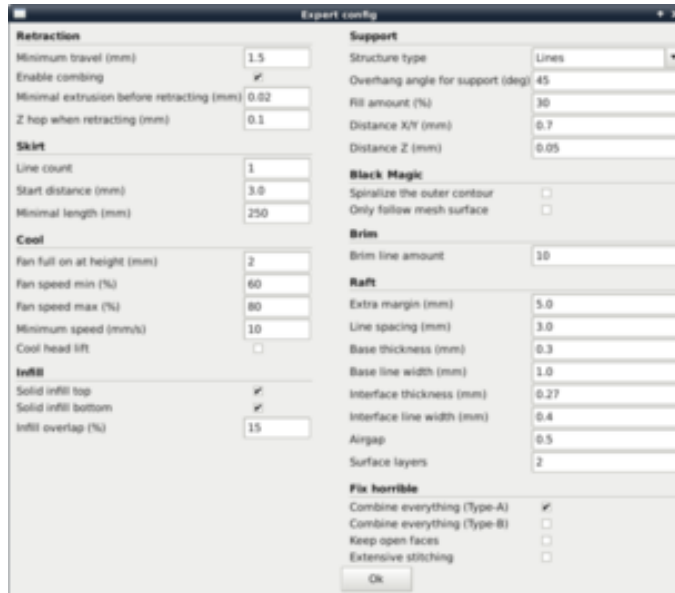 Expert config
Retraction
Minimum travel (mm) 1.5
Enable combing
Minimal extrusion before retracting (mm) 0.02
Z hop when retracting (mm) 0.1
Skirt
Line count 1
Start distance (mm) 3.0
Minimal length (mm) 250
Cool
Fan full on at height (mm) 2
Fan speed min (%) 60
Fan speed max (%) 80
Minimum speed (mm/s) 10
Cool head lift
Infill
Solid infill top
Solid infill bottom
Infill overlap (%) 15
Support
Structure type Lines
Overhang angle for support (deg) 45
Fill amount (%) 30
Distance X/Y (mm) 0.7
Distance Z (mm) 0.05
Black Magic
Spiralize the outer contour
Only follow mesh surface
Brim
Brim line amount 10
Raft
Extra margin (mm) 5.0
Line spacing (mm) 3.0
Base thickness (mm) 0.3
Base line width (mm) 1.0
Interface thickness (mm) 0.27
Interface line width (mm) 0.4
Airgap 0.5
Surface layers 2
Fix horrible
Combine everything (Type-A)
Combine everything (Type-B)
Keep open faces
Extensive stitching
Ok